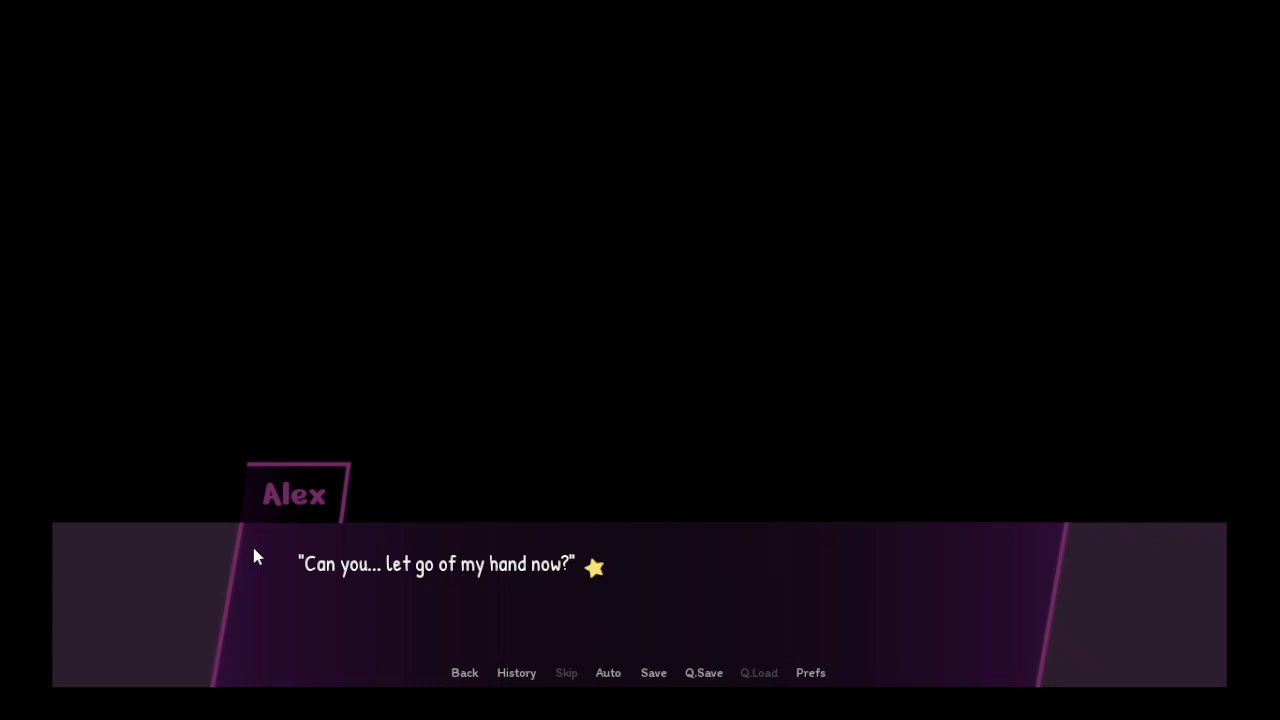 Alex
"Can you... let go of my hand now?"
Back History Skip Auto Save Q.Save Q.Load Prefs